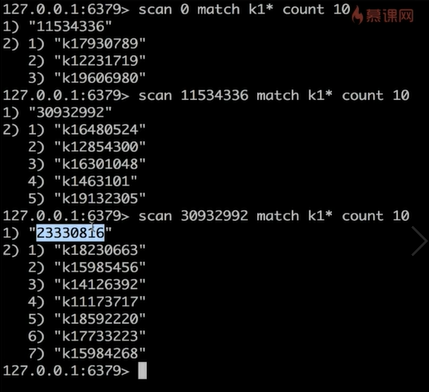 127.0.0.1:6379> scan 0 match k1* count 10
慕课网
1) "11534336"
2) 1) "k17930789"
2) "k12231719"
3) "k19606980"
127.0.0.1:6379> scan 11534336 match k1* count 10
1) "30932992"
2) 1) "k16480524"
2) "k12854300"
3) "k16301048"
4) "k1463101"
5) "k19132305"
127.0.0.1:6379> scan 30932992 match k1* count 10
1) "23330816"
2) 1) "k18230663"
2) "k15985456"
3) "k14126392"
4) "k11173717"
5) "k18592220"
6) "k17733223"
7) "k15984268"
127.0.0.1:6379>